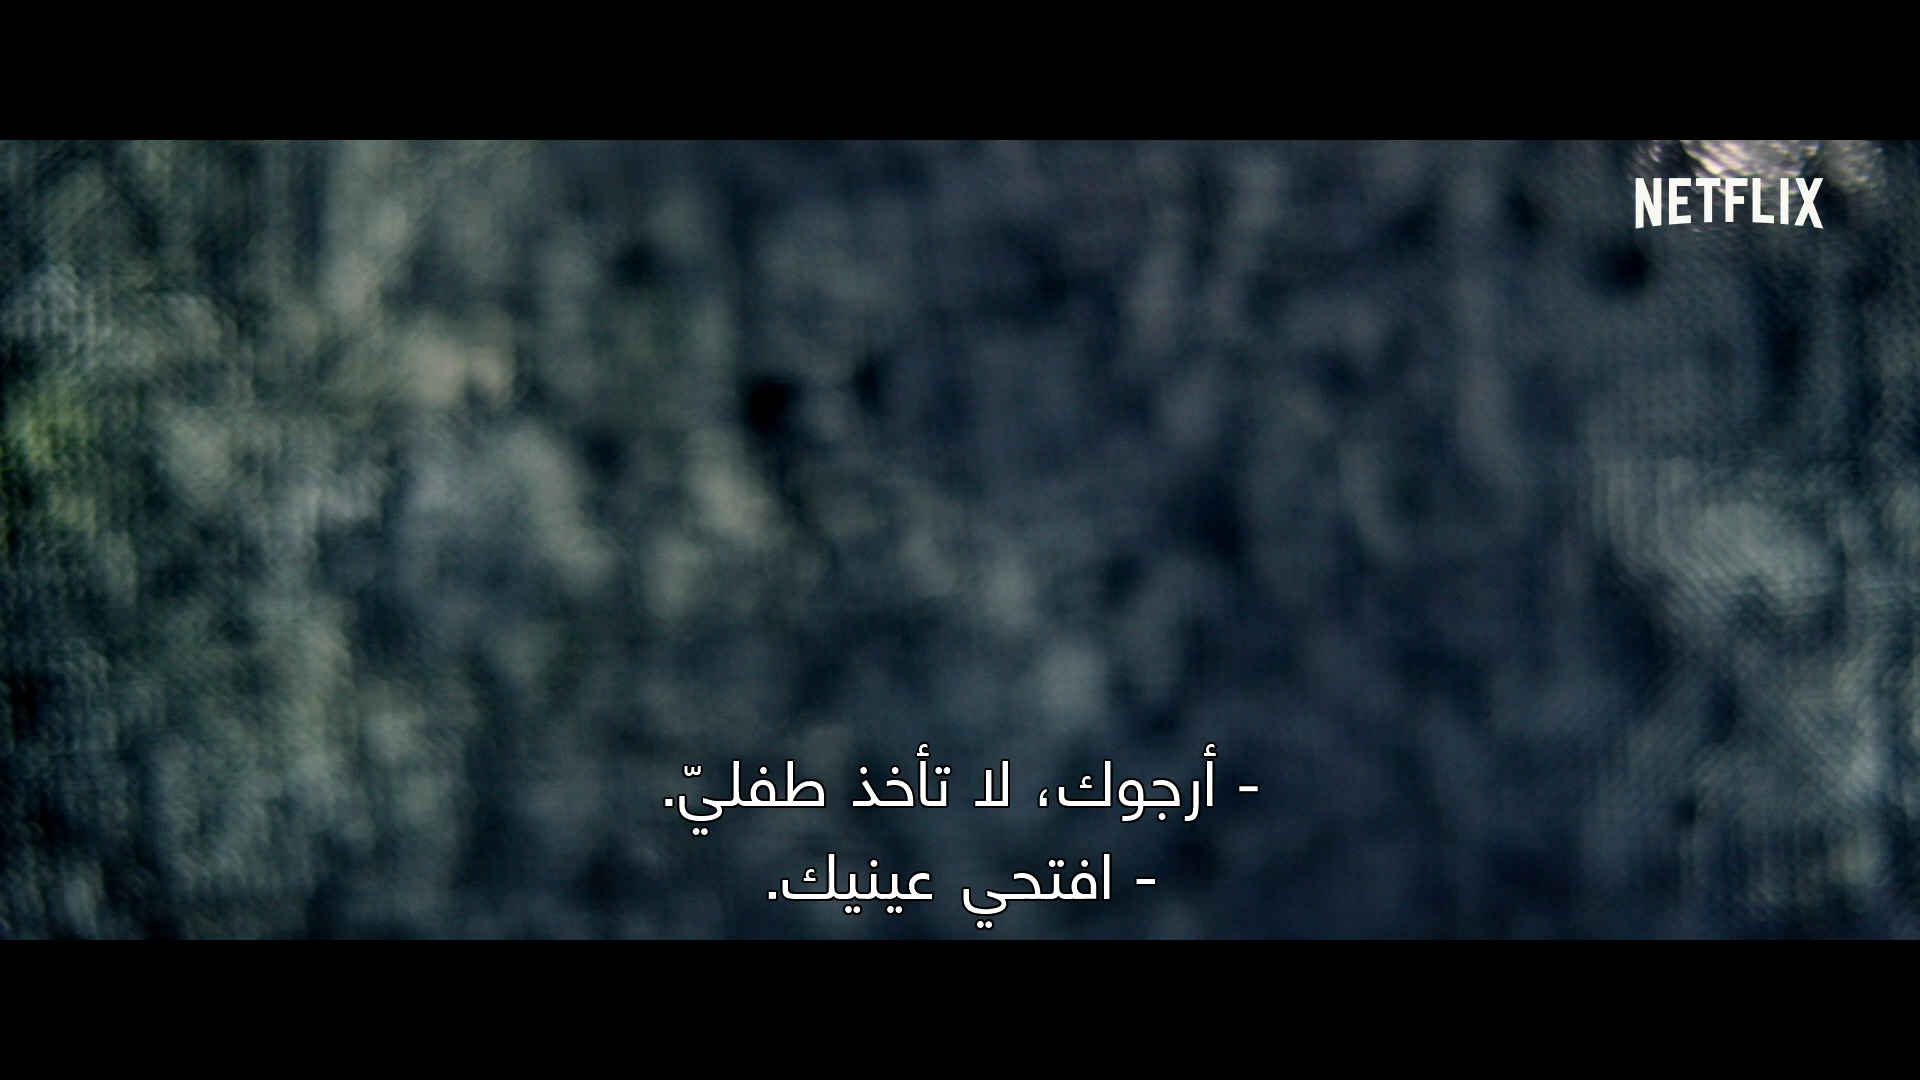 NETFLIX
- أرجوك، لا تأخذ طفليّ.
- افتحي عينيك.